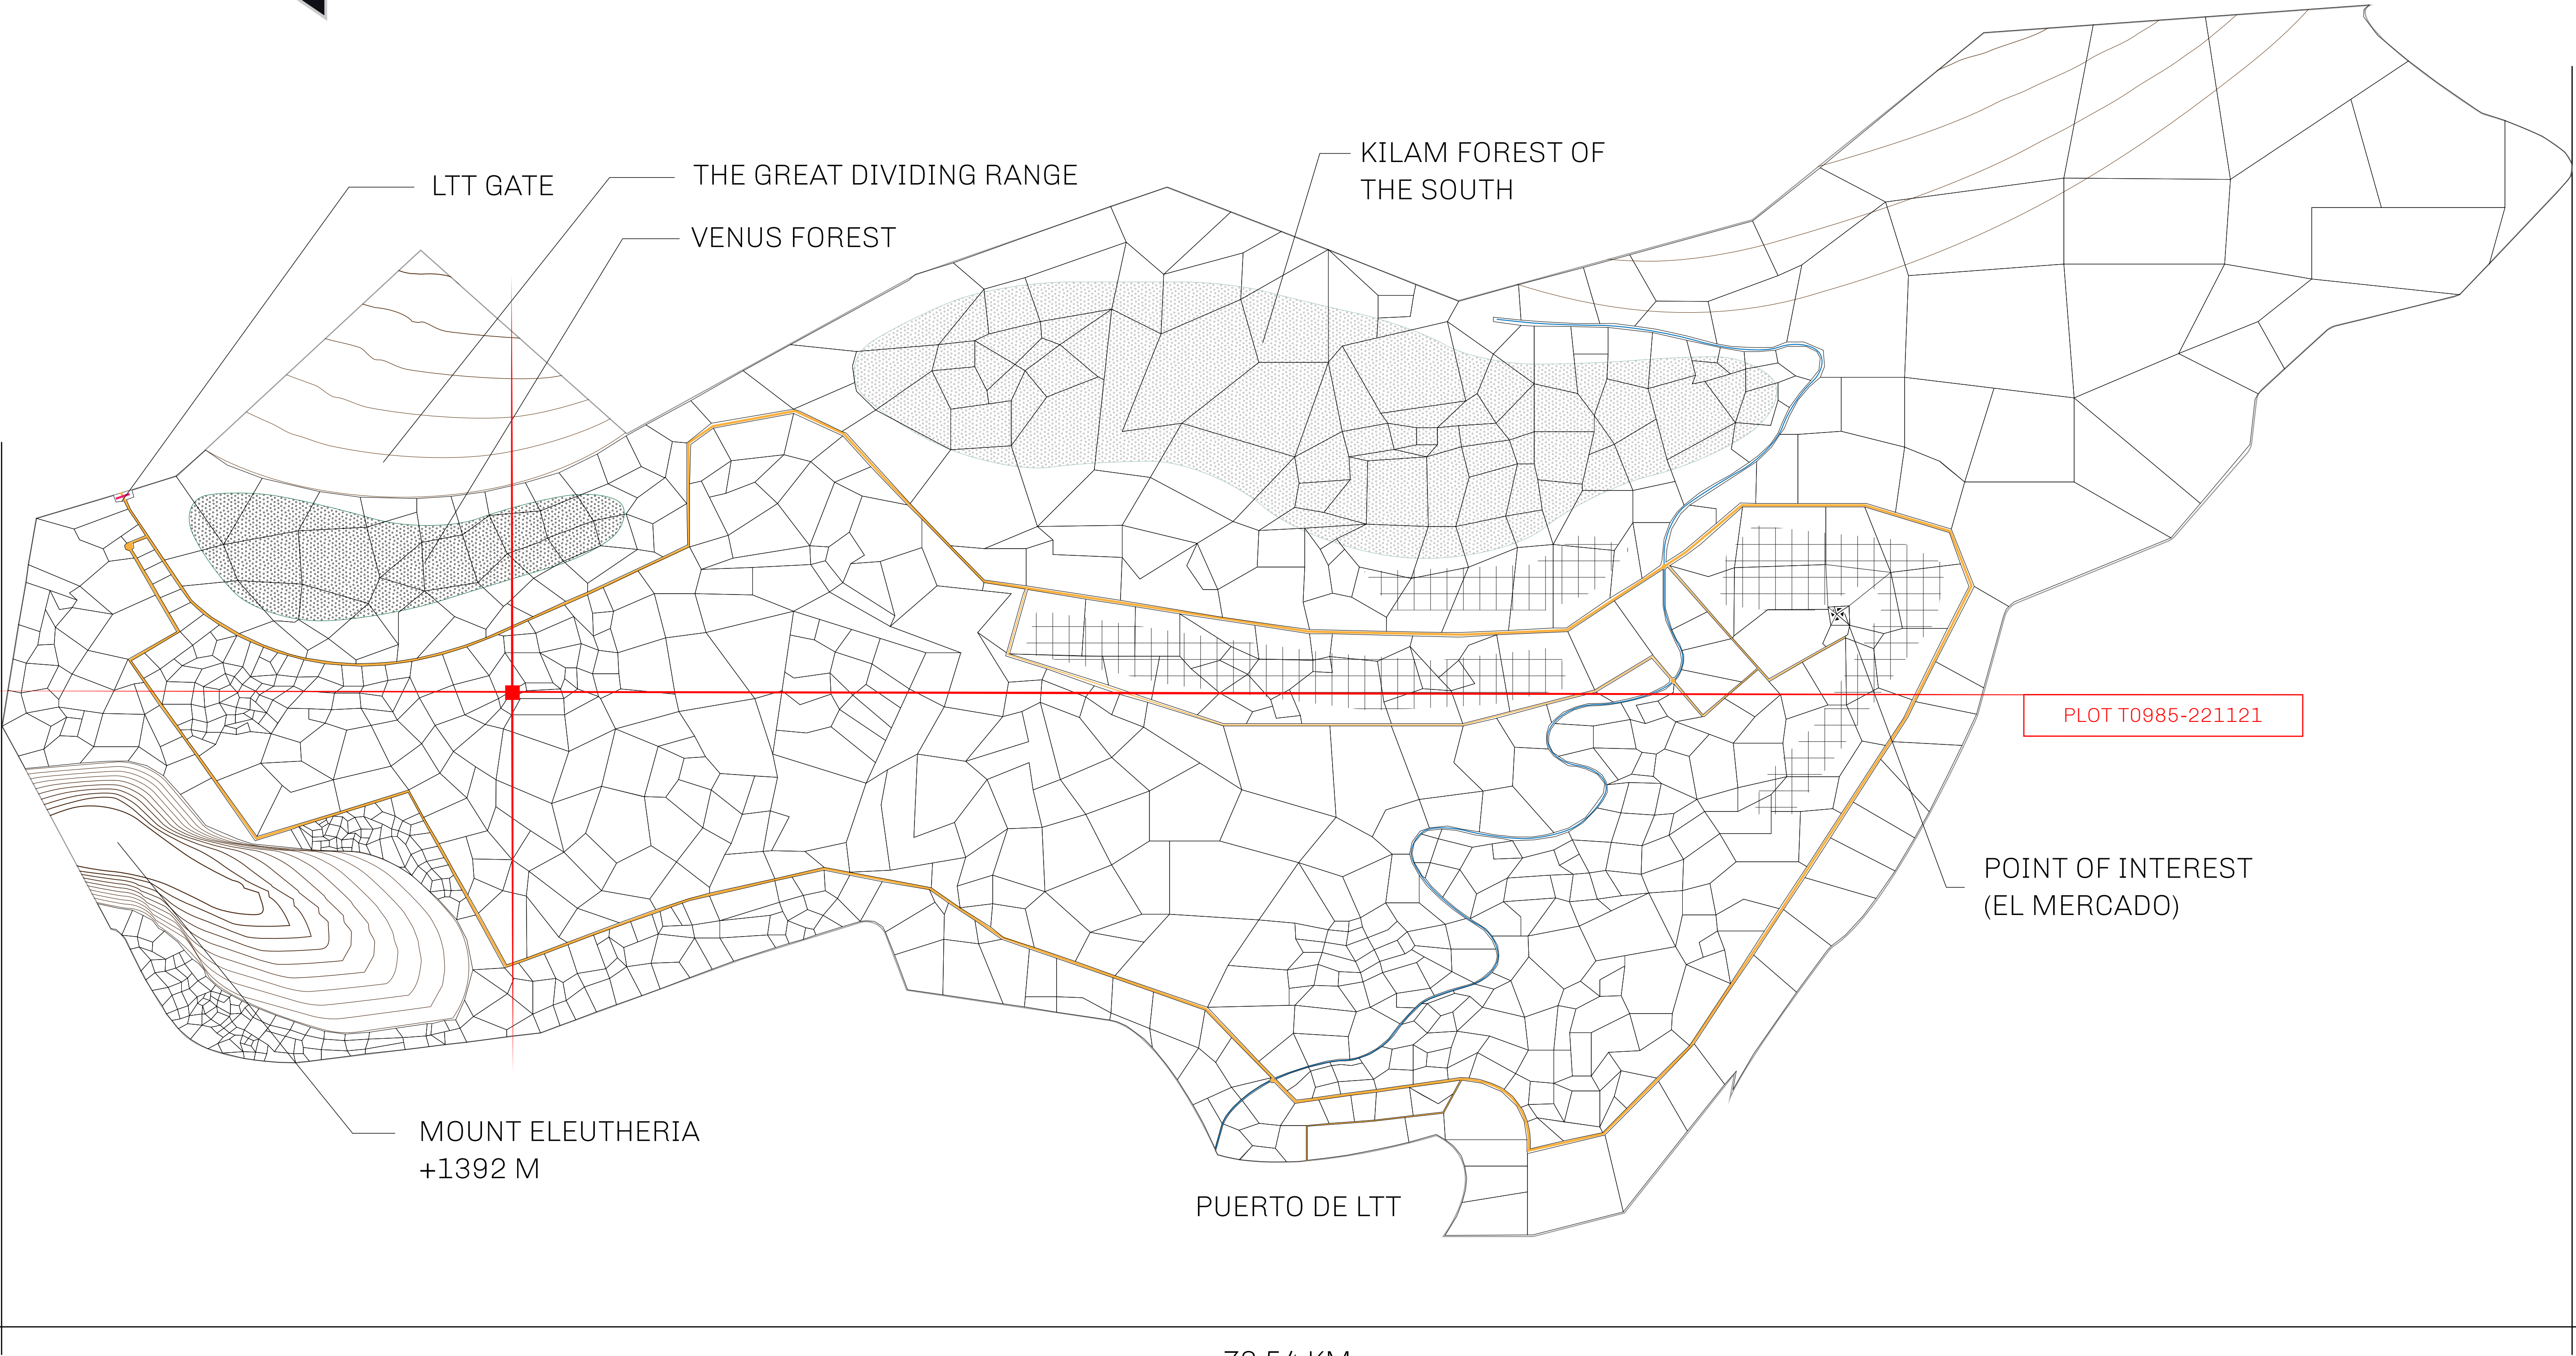 KILAM FOREST OF
THE SOUTH
LTT GATE
THE GREAT DIVIDING RANGE
VENUS FOREST
PLOT T0985-221121
POINT OF INTEREST
(EL MERCADO)
MOUNT ELEUTHERIA
+1392 M
PUERTO DE LTT
KM